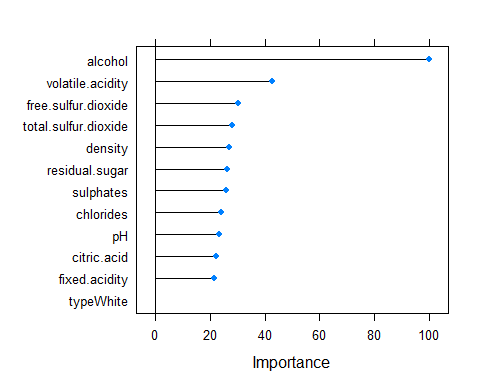 alcohol
volatile.acidity
free.sulfur.dioxide
total.sulfur.dioxide
density
residual.sugar
sulphates
chlorides
pH
citric.acid
fixed.acidity
typeWhite
0 20 40 60 80 100
Importance